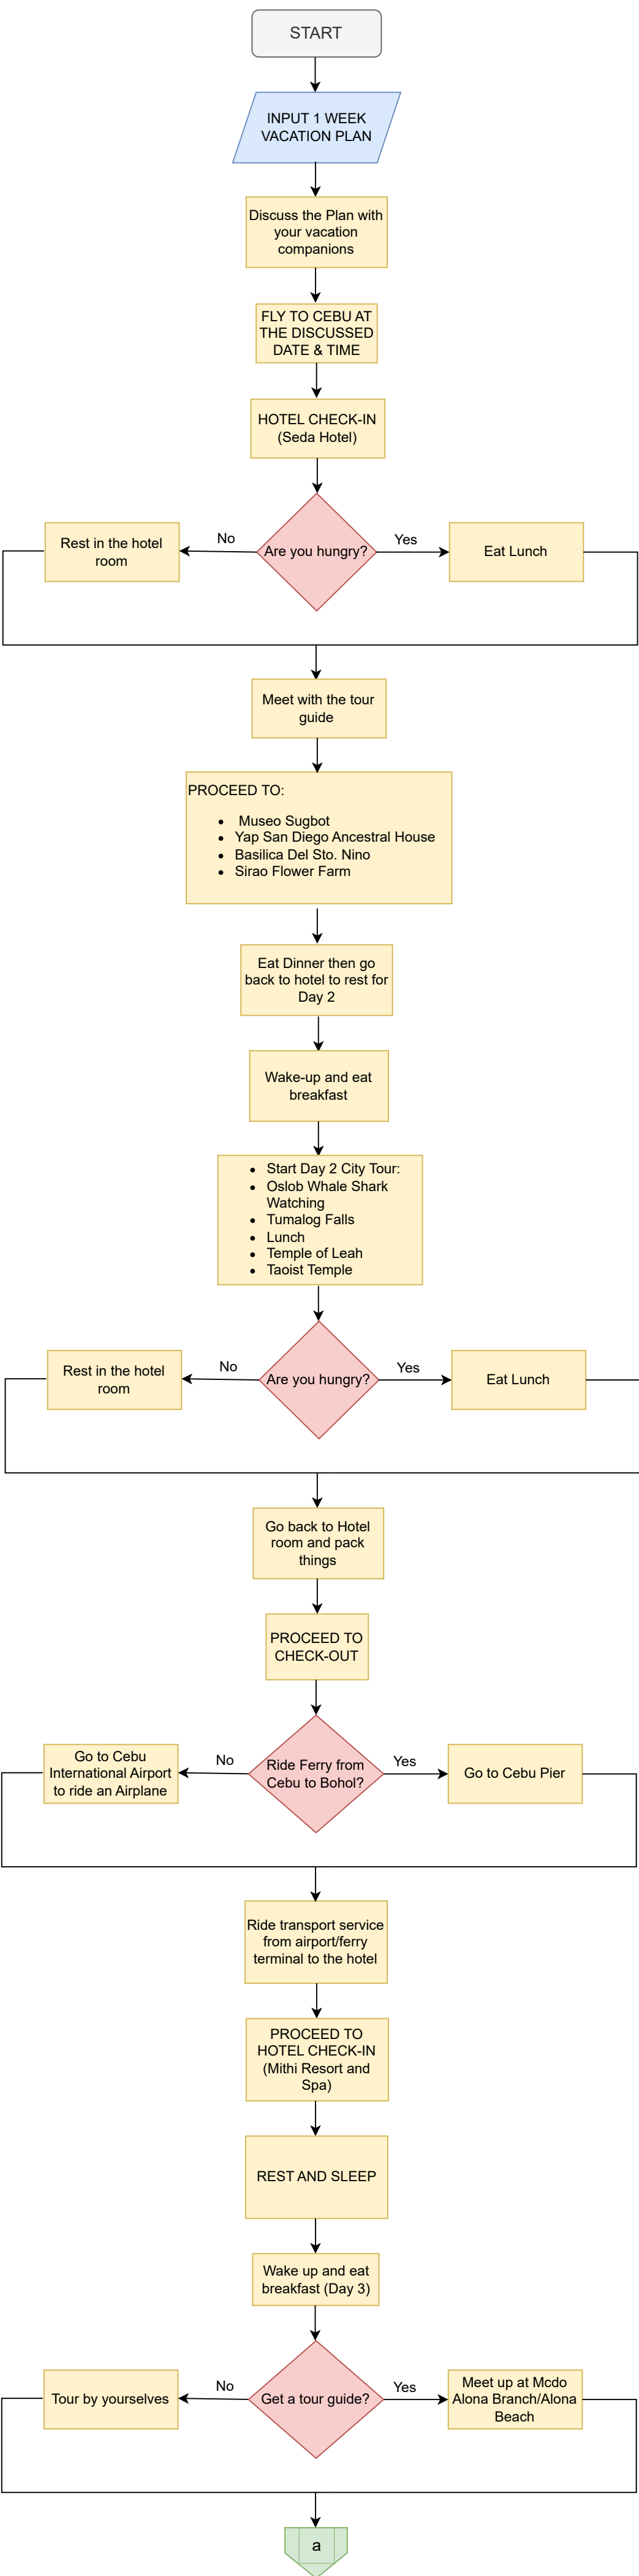 START
INPUT 1 WEEK
VACATION PLAN
Discuss the Plan with
your vacation
companions
FLY TO CEBU AT
THE DISCUSSED
DATE & TIME
HOTEL CHECK-IN
(Seda Hotel)
Rest in the hotel
room
No
Are you hungry?
Yes
Eat Lunch
Meet with the tour
guide
PROCEED TO:
• Museo Sugbot
• Yap San Diego Ancestral House
• Basilica Del Sto. Nino
• Sirao Flower Farm
Eat Dinner then go
back to hotel to rest for
Day 2
Wake-up and eat
breakfast
• Start Day 2 City Tour:
• Oslob Whale Shark
Watching
• Tumalog Falls
• Lunch
• Temple of Leah
• Taoist Temple
Rest in the hotel
room
No
Are you hungry?
Yes
Eat Lunch
Go back to Hotel
room and pack
things
PROCEED TO
CHECK-OUT
Go to Cebu
International Airport
to ride an Airplane
No
Ride Ferry from
Cebu to Bohol?
Yes
Go to Cebu Pier
Ride transport service
from airport/ferry
terminal to the hotel
PROCEED TO
HOTEL CHECK-IN
(Mithi Resort and
Spa)
REST AND SLEEP
Wake up and eat
breakfast (Day 3)
Tour by yourselves
No
Get a tour guide?
Yes
Meet up at Mcdo
Alona Branch/Alona
Beach
a